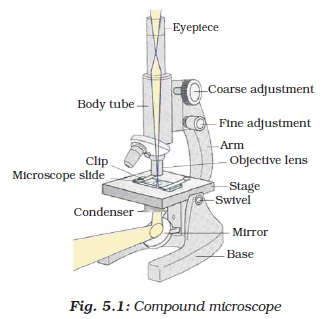 Eyepiece
Coarse adjustment
Body tube
Fine adjustment
Arm
Clip
Objective lens
Microscope slide
Stage
Swivel
Condenser
Mirror
Base
Fig. 5.1: Compound microscope